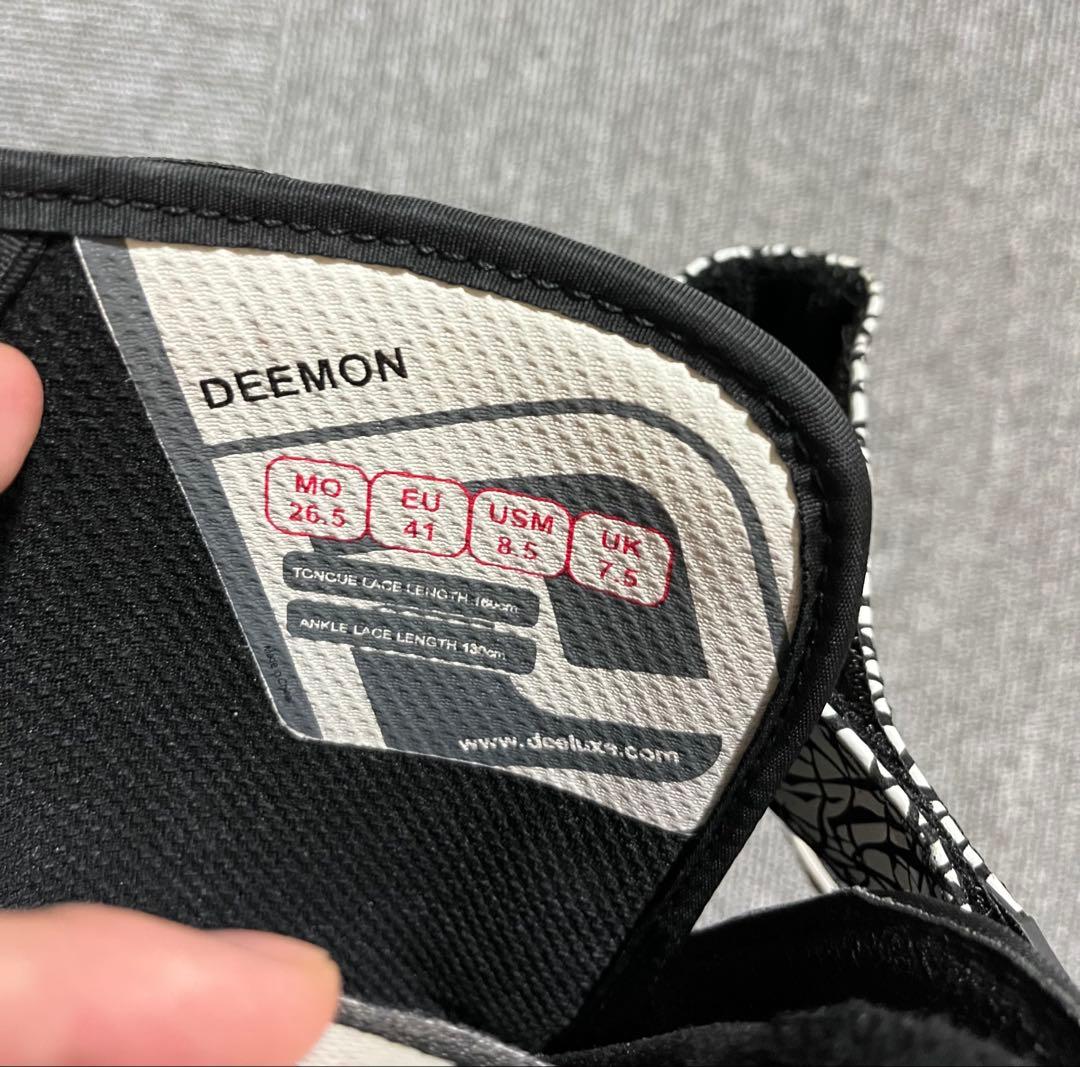 DEEMON
MO EU USM UK
26.5 41 8.5 7.5
TONGUE LACE LENGTH 160cm
ANKLE LACE LENGTH 130cm
www.deeluxe.com